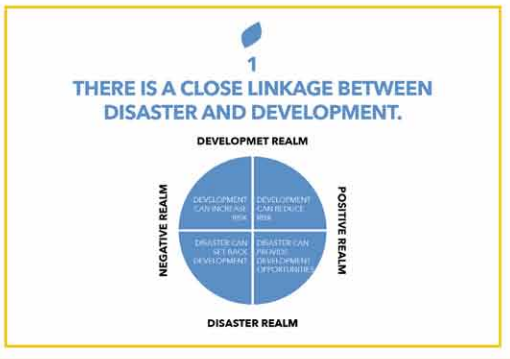 1
THERE IS A CLOSE LINKAGE BETWEEN
DISASTER AND DEVELOPMENT.
DEVELOPMET REALM
NEGATIVE REALM
DEVELOPMENT
CAN INCREASE
RISK
DEVELOPMENT
CAN REDUCE
RISK
POSITIVE REALM
DISASTER CAN
SET BACK
DEVELOPMENT
DISASTER CAN
PROVIDE
DEVELOPMENT
OPPORTUNITIES
DISASTER REALM